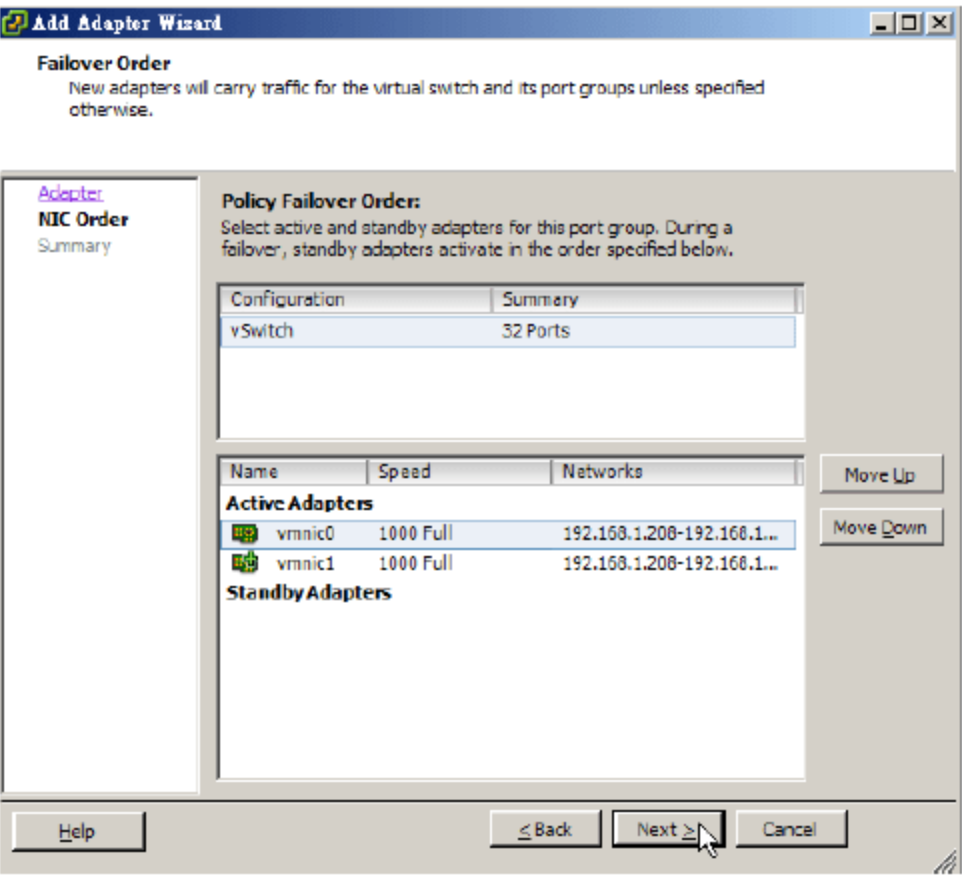 Add Adapter Wizard
Failover Order
New adapters will carry traffic for the virtual switch and its port groups unless specified
otherwise.
Adapter
NIC Order
Summary
Policy Failover Order:
Select active and standby adapters for this port group. During a
failover, standby adapters activate in the order specified below.
Configuration Summary
vSwitch 32 Ports
Name Speed Networks
Active Adapters
vmnic0 1000 Full 192.168.1.208-192.168.1...
vmnic1 1000 Full 192.168.1.208-192.168.1...
Standby Adapters
Move Up
Move Down
Help
≤ Back
Next ≥
Cancel